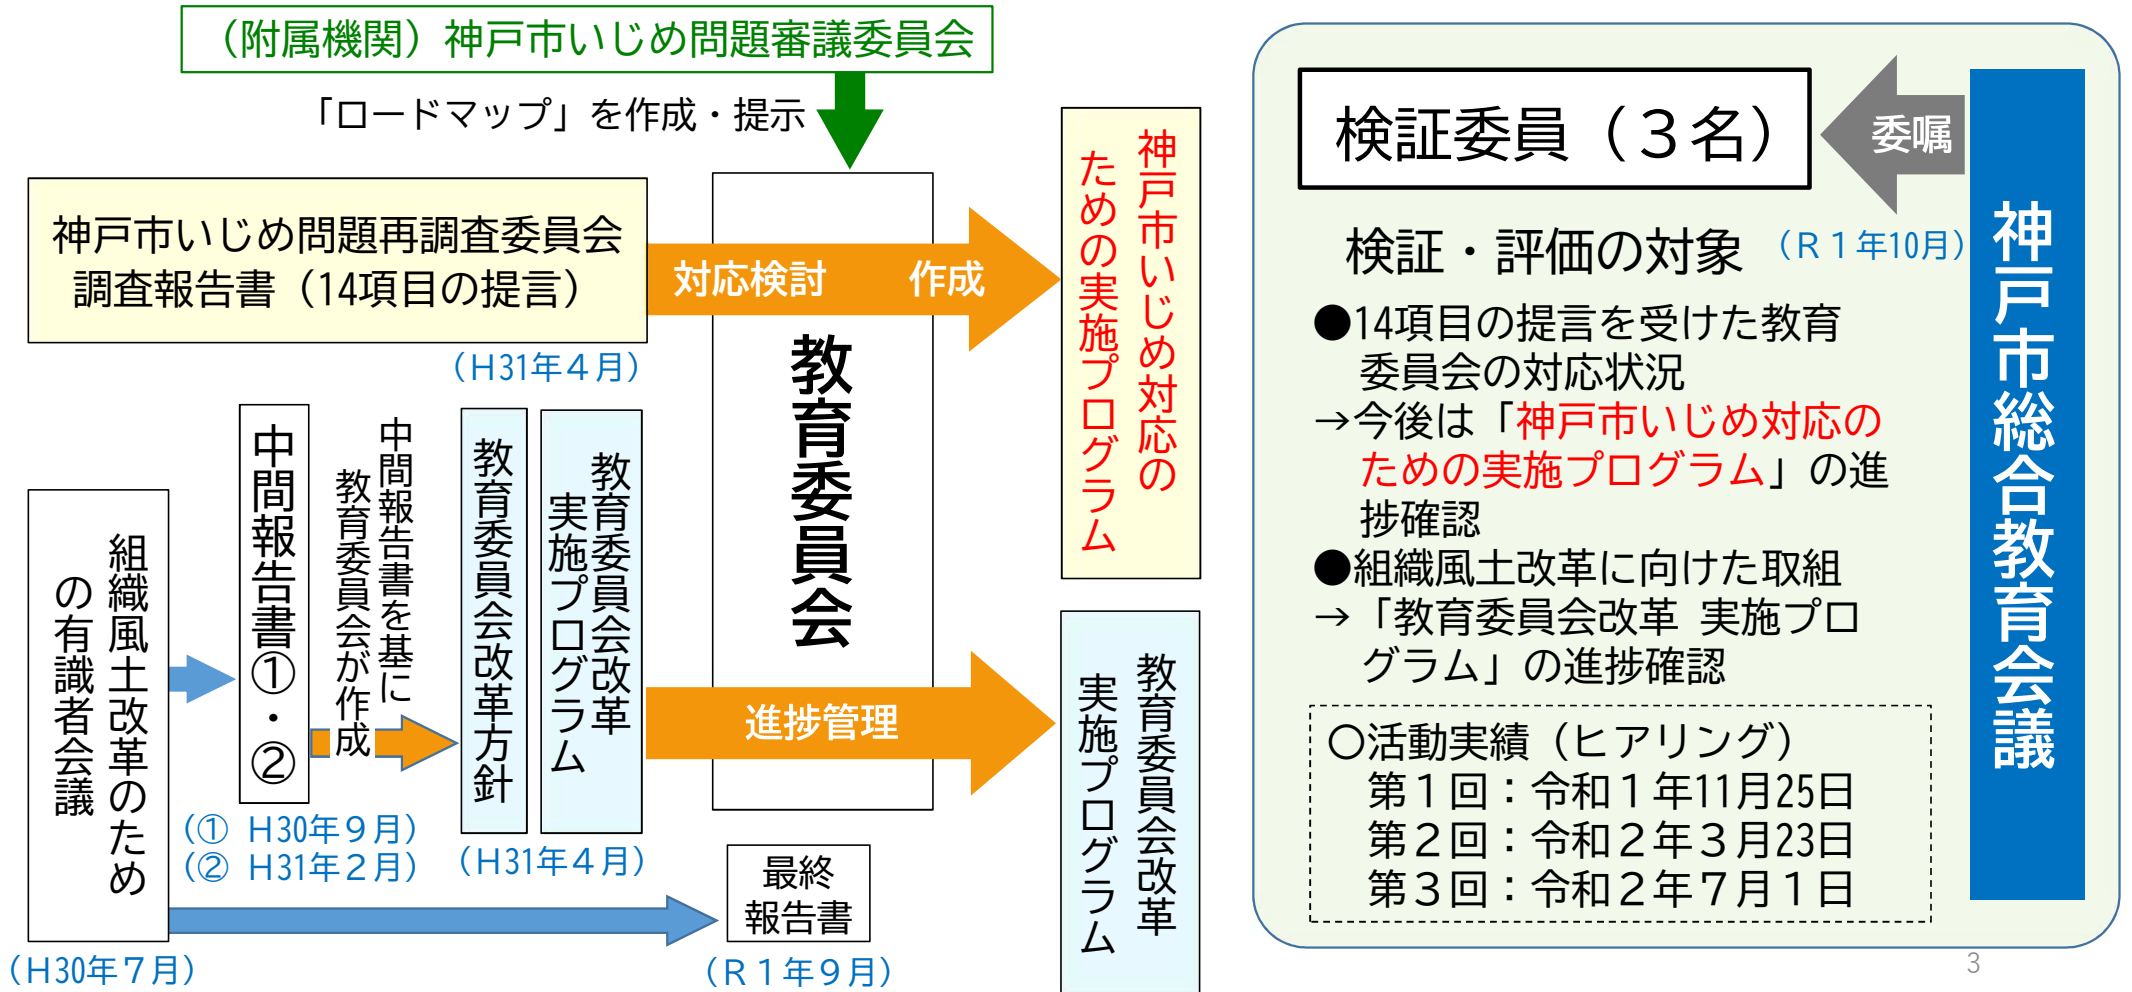 （附属機関）神戸市いじめ問題審議委員会
「ロードマップ」を作成・提示
神戸市いじめ問題再調査委員会
調査報告書（14項目の提言）
（H31年４月）
対応検討　作成
教育委員会
神戸市いじめ対応の
ための実施プログラム
組織風土改革のため
の有識者会議
（H30年７月）
中間報告書①・②
（① H30年９月）
（② H31年２月）
中間報告書を基に
教育委員会が作成
教育委員会改革方針
教育委員会改革
実施プログラム
（H31年４月）
進捗管理
教育委員会改革
実施プログラム
最終
報告書
（R１年９月）
検証委員（３名）
委嘱
（R１年10月）
神戸市総合教育会議
検証・評価の対象
●14項目の提言を受けた教育
委員会の対応状況
→今後は「神戸市いじめ対応の
ための実施プログラム」の進
捗確認
●組織風土改革に向けた取組
→「教育委員会改革 実施プロ
グラム」の進捗確認
〇活動実績（ヒアリング）
第１回：令和１年11月25日
第２回：令和２年３月23日
第３回：令和２年７月１日
3